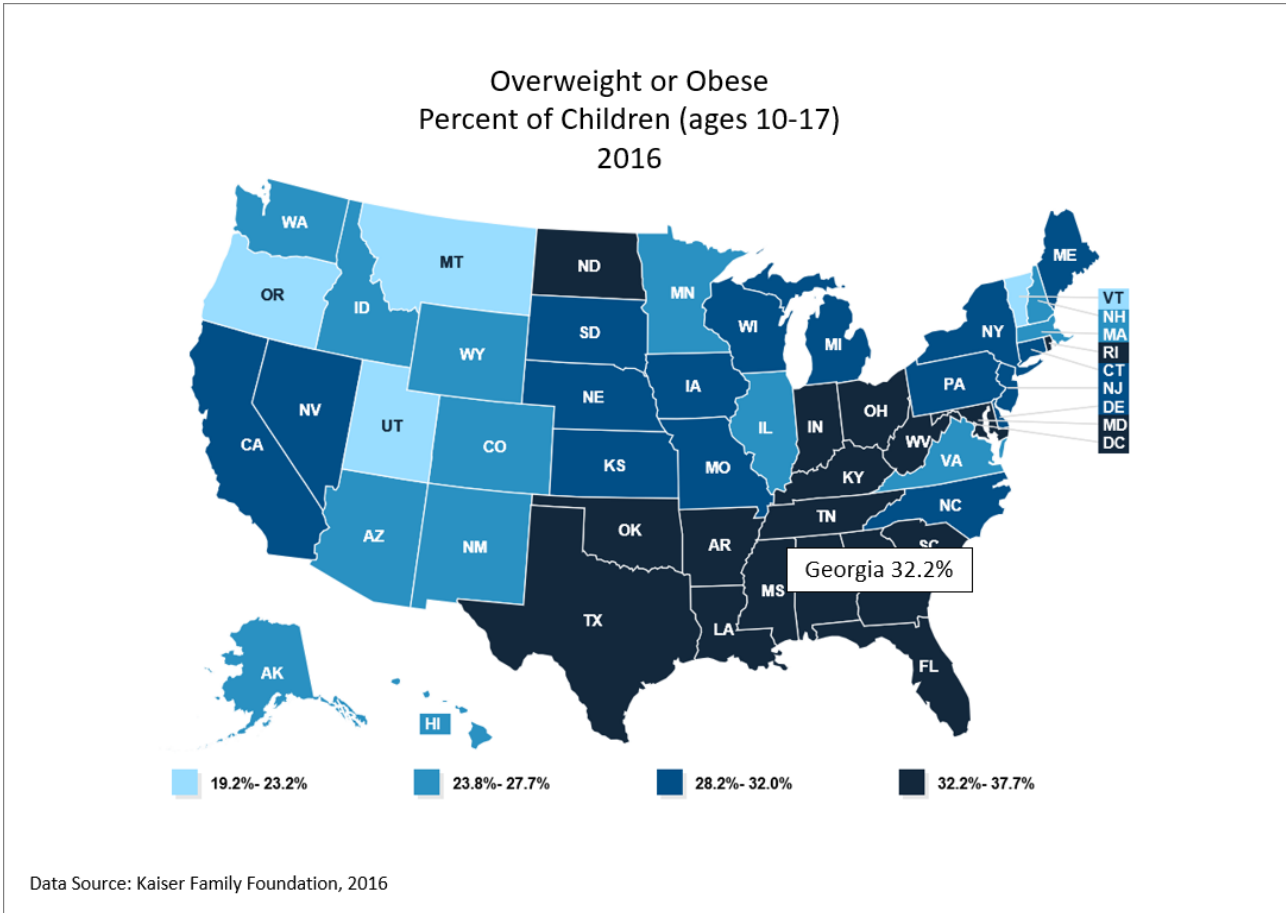 Overweight or Obese
Percent of Children (ages 10-17)
2016
WA
MT
ND
MN
ME
OR
ID
WY
SD
WI
MI
NY
VT
NH
MA
RI
CT
NJ
DE
MD
DC
NV
UT
CO
NE
IA
IL
IN
OH
PA
CA
KS
MO
KY
WV
VA
AZ
NM
OK
AR
TN
NC
SC
Georgia 32.2%
MS
TX
LA
FL
AK
HI
19.2%- 23.2%
23.8%- 27.7%
28.2%- 32.0%
32.2%- 37.7%
Data Source: Kaiser Family Foundation, 2016